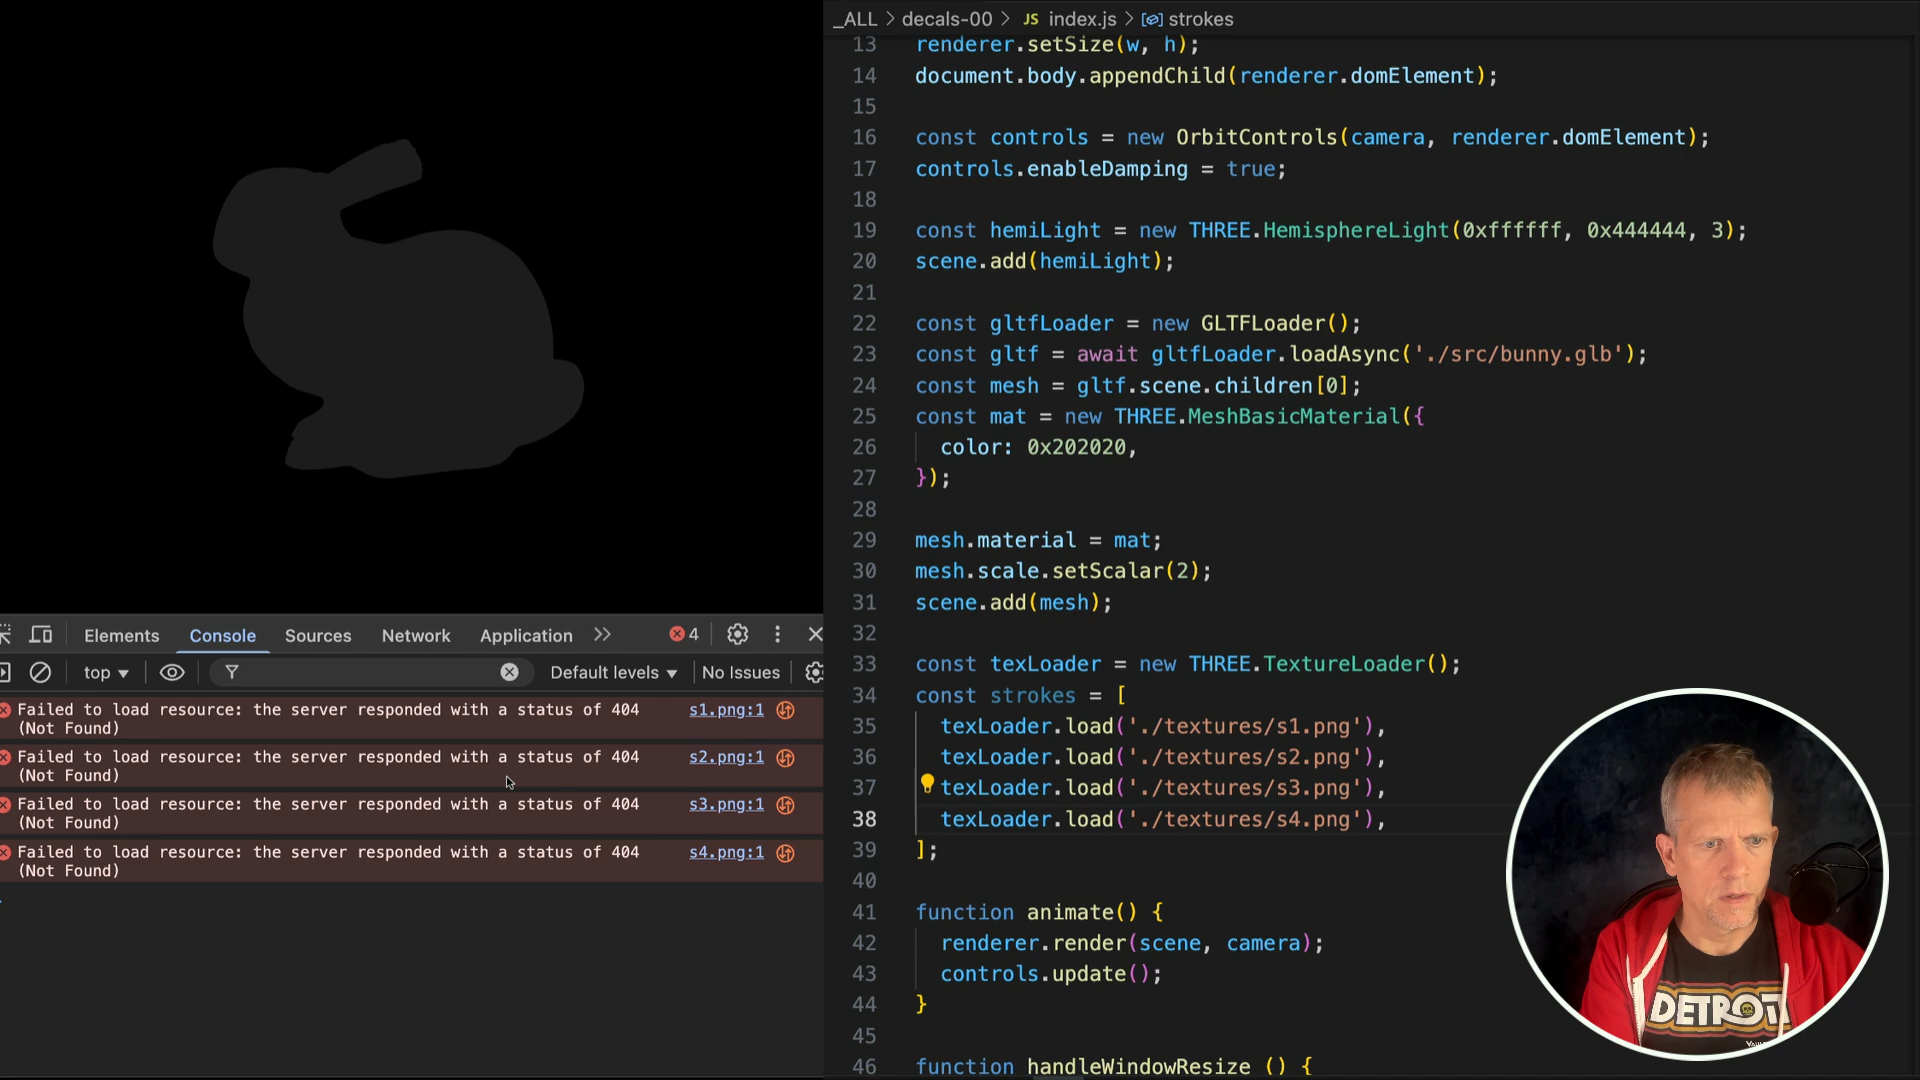 _ALL > decals-00 > JS index.js > strokes
13 renderer.setSize(w, h);
14 document.body.appendChild(renderer.domElement);
15
16 const controls = new OrbitControls(camera, renderer.domElement);
17 controls.enableDamping = true;
18
19 const hemiLight = new THREE.HemisphereLight(0xffffff, 0x444444, 3);
20 scene.add(hemiLight);
21
22 const gltfLoader = new GLTFLoader();
23 const gltf = await gltfLoader.loadAsync('./src/bunny.glb');
24 const mesh = gltf.scene.children[0];
25 const mat = new THREE.MeshBasicMaterial({
26 color: 0x202020,
27 });
28
29 mesh.material = mat;
30 mesh.scale.setScalar(2);
31 scene.add(mesh);
32
33 const texLoader = new THREE.TextureLoader();
34 const strokes = [
35 texLoader.load('./textures/s1.png'),
36 texLoader.load('./textures/s2.png'),
37 texLoader.load('./textures/s3.png'),
38 texLoader.load('./textures/s4.png'),
39 ];
40
41 function animate() {
42 renderer.render(scene, camera);
43 controls.update();
44 }
45
46 function handleWindowResize () {
Elements Console Sources Network Application 4
top Default levels No Issues
Failed to load resource: the server responded with a status of 404 s1.png:1
(Not Found)
Failed to load resource: the server responded with a status of 404 s2.png:1
(Not Found)
Failed to load resource: the server responded with a status of 404 s3.png:1
(Not Found)
Failed to load resource: the server responded with a status of 404 s4.png:1
(Not Found)
DETROIT